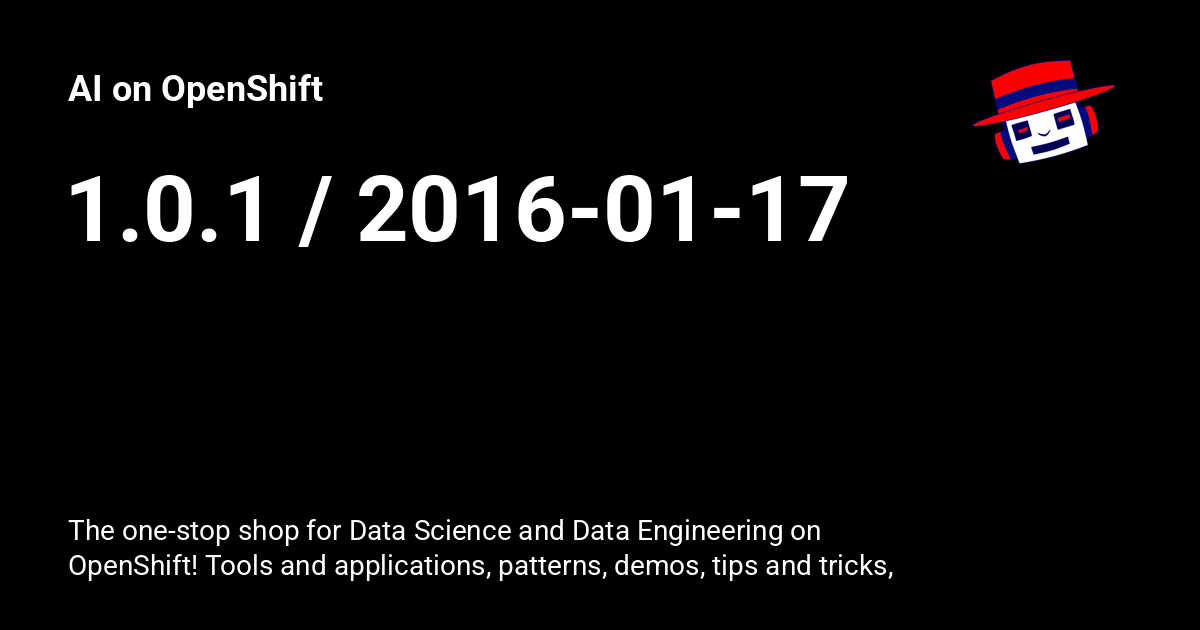 AI on OpenShift
1.0.1 / 2016-01-17
The one-stop shop for Data Science and Data Engineering on
OpenShift! Tools and applications, patterns, demos, tips and tricks,